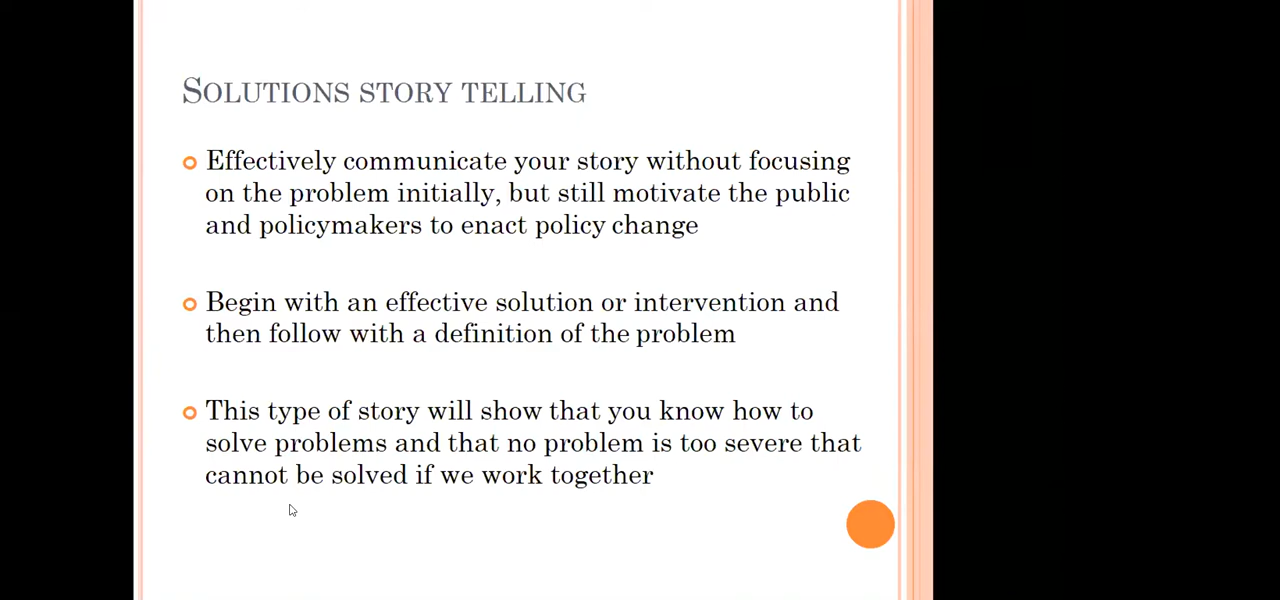 SOLUTIONS STORY TELLING
Effectively communicate your story without focusing
on the problem initially, but still motivate the public
and policymakers to enact policy change
Begin with an effective solution or intervention and
then follow with a definition of the problem
This type of story will show that you know how to
solve problems and that no problem is too severe that
cannot be solved if we work together